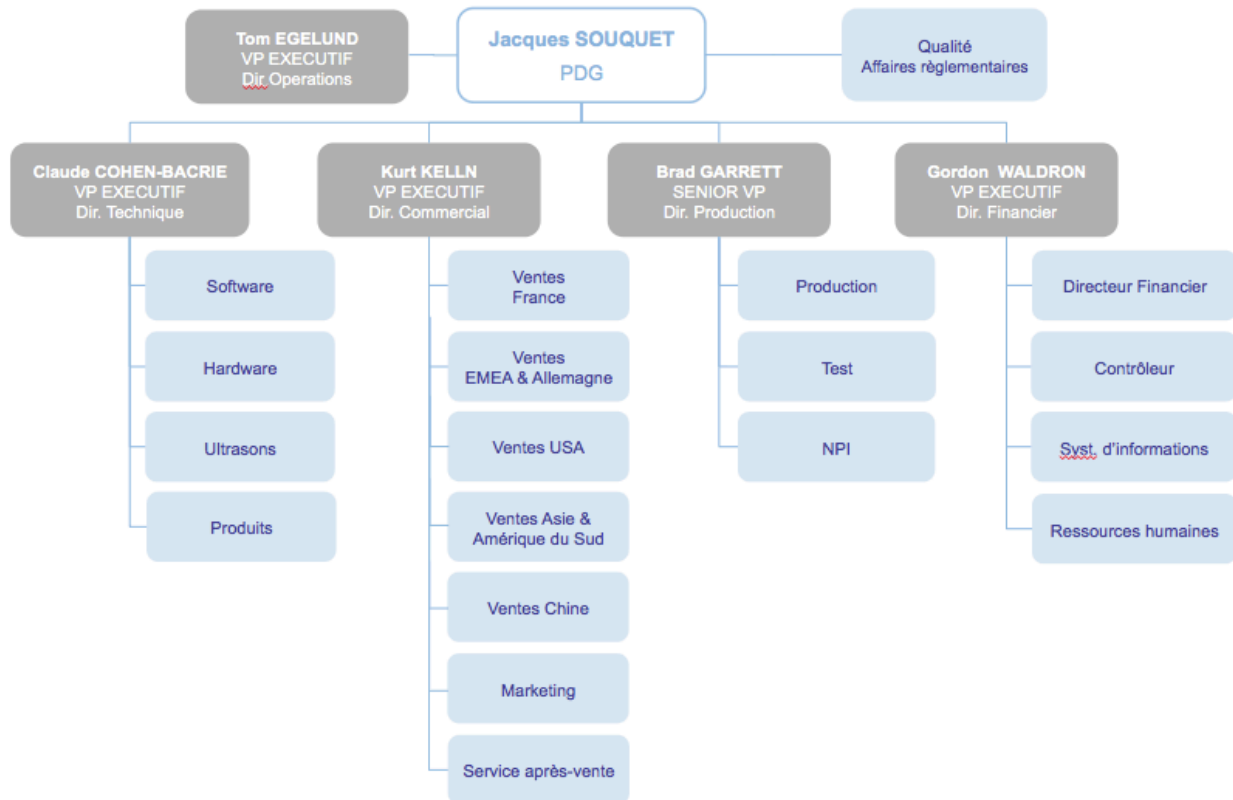 Tom EGELUND
VP EXECUTIF
Dir Operations
Jacques SOUQUET
PDG
Qualité
Affaires règlementaires
Claude COHEN-BACRIE
VP EXECUTIF
Dir. Technique
Kurt KELLN
VP EXECUTIF
Dir. Commercial
Brad GARRETT
SENIOR VP
Dir. Production
Gordon WALDRON
VP EXECUTIF
Dir. Financier
Software
Hardware
Ultrasons
Produits
Ventes
France
Ventes
EMEA & Allemagne
Ventes USA
Ventes Asie &
Amérique du Sud
Ventes Chine
Marketing
Service après-vente
Production
Test
NPI
Directeur Financier
Contrôleur
Syst. d'informations
Ressources humaines